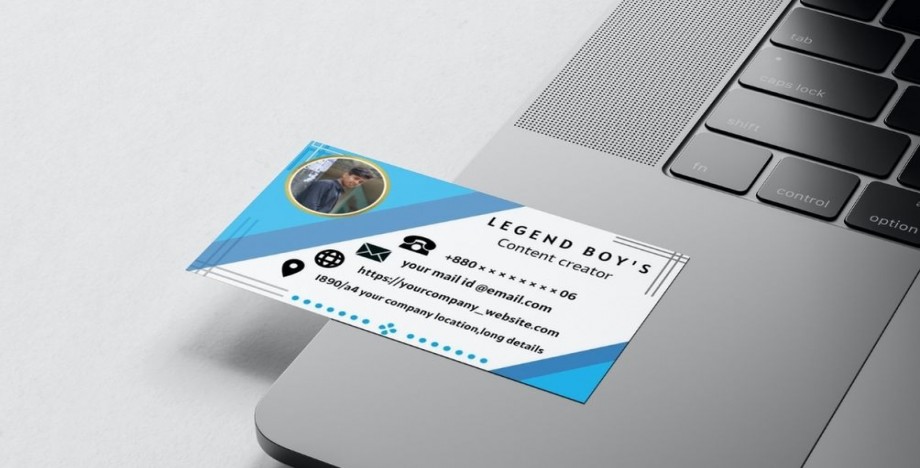 tab
caps lock
shift
fn
control
option
LEGEND BOY'S
Content creator
+880×××××××××06
your mail id @email.com
https://yourcompany_website.com
1890/a4 your company location,long details